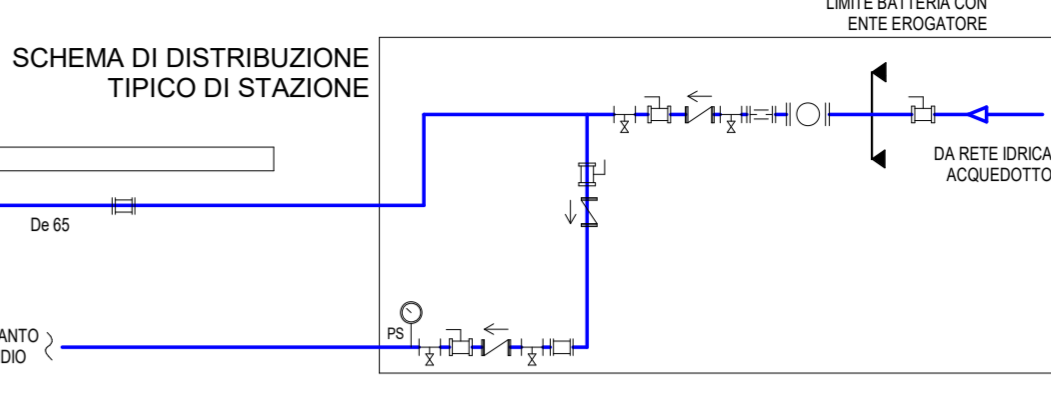 LIMITE BATTERIA CON
ENTE EROGATORE
SCHEMA DI DISTRIBUZIONE
TIPICO DI STAZIONE
DA RETE IDRICA
ACQUEDOTTO
De 65
PS
ANTO
DIO